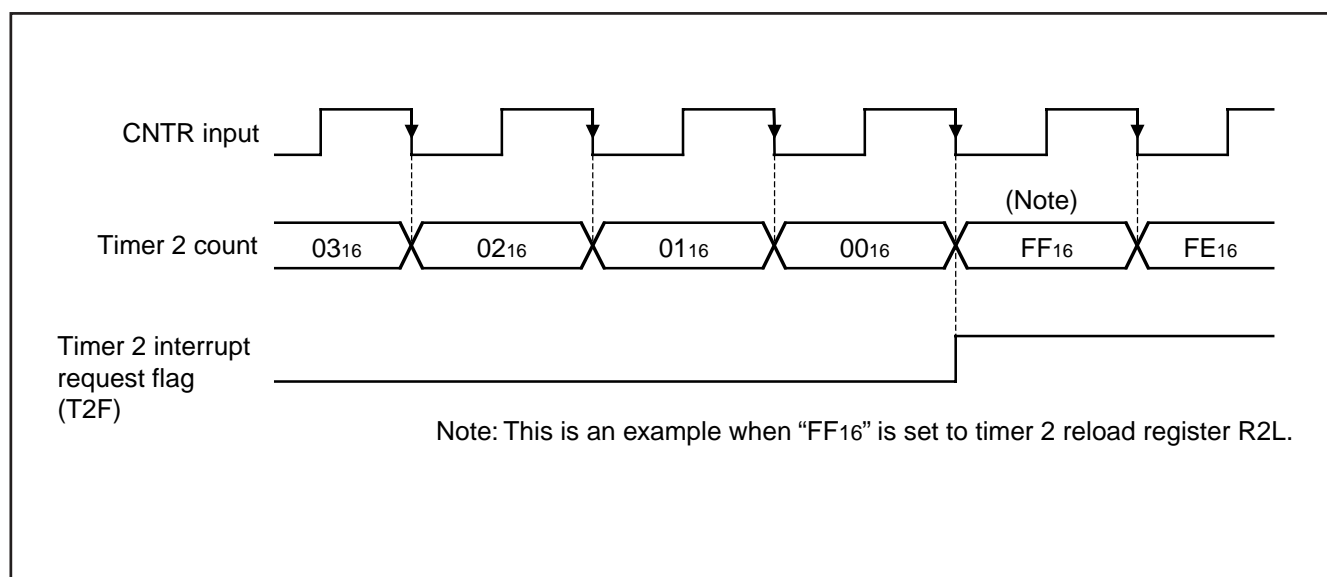 CNTR input
(Note)
Timer 2 count
03₁₆ 02₁₆ 01₁₆ 00₁₆ FF₁₆ FE₁₆
Timer 2 interrupt
request flag
(T2F)
Note: This is an example when “FF₁₆” is set to timer 2 reload register R2L.